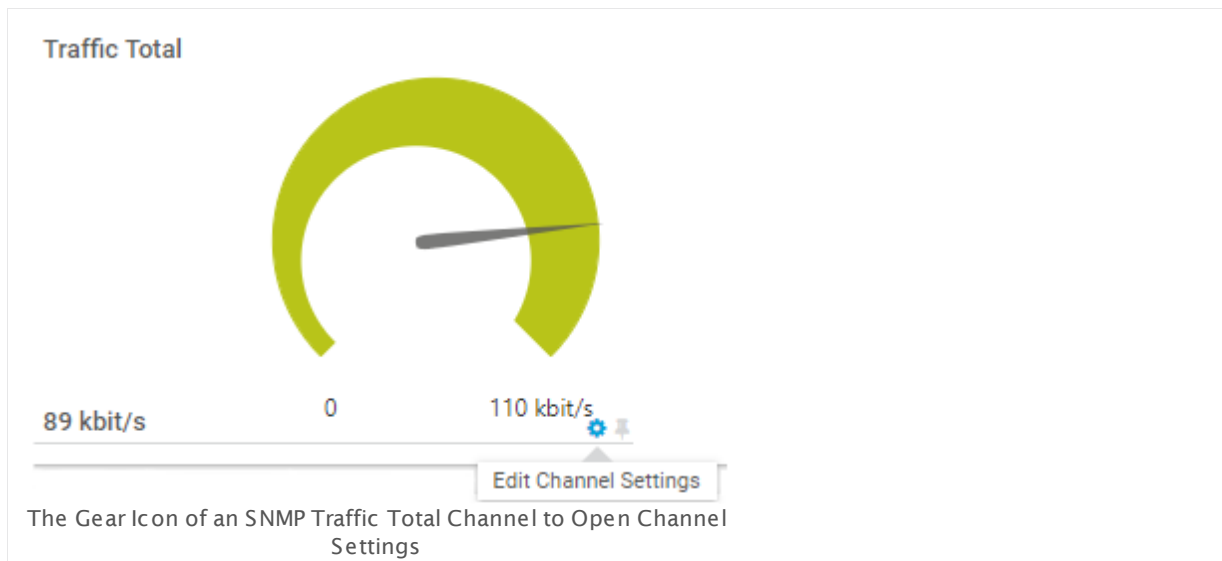 Traffic Total
89 kbit/s
0
110 kbit/s
Edit Channel Settings
The Gear Icon of an SNMP Traffic Total Channel to Open Channel
Settings